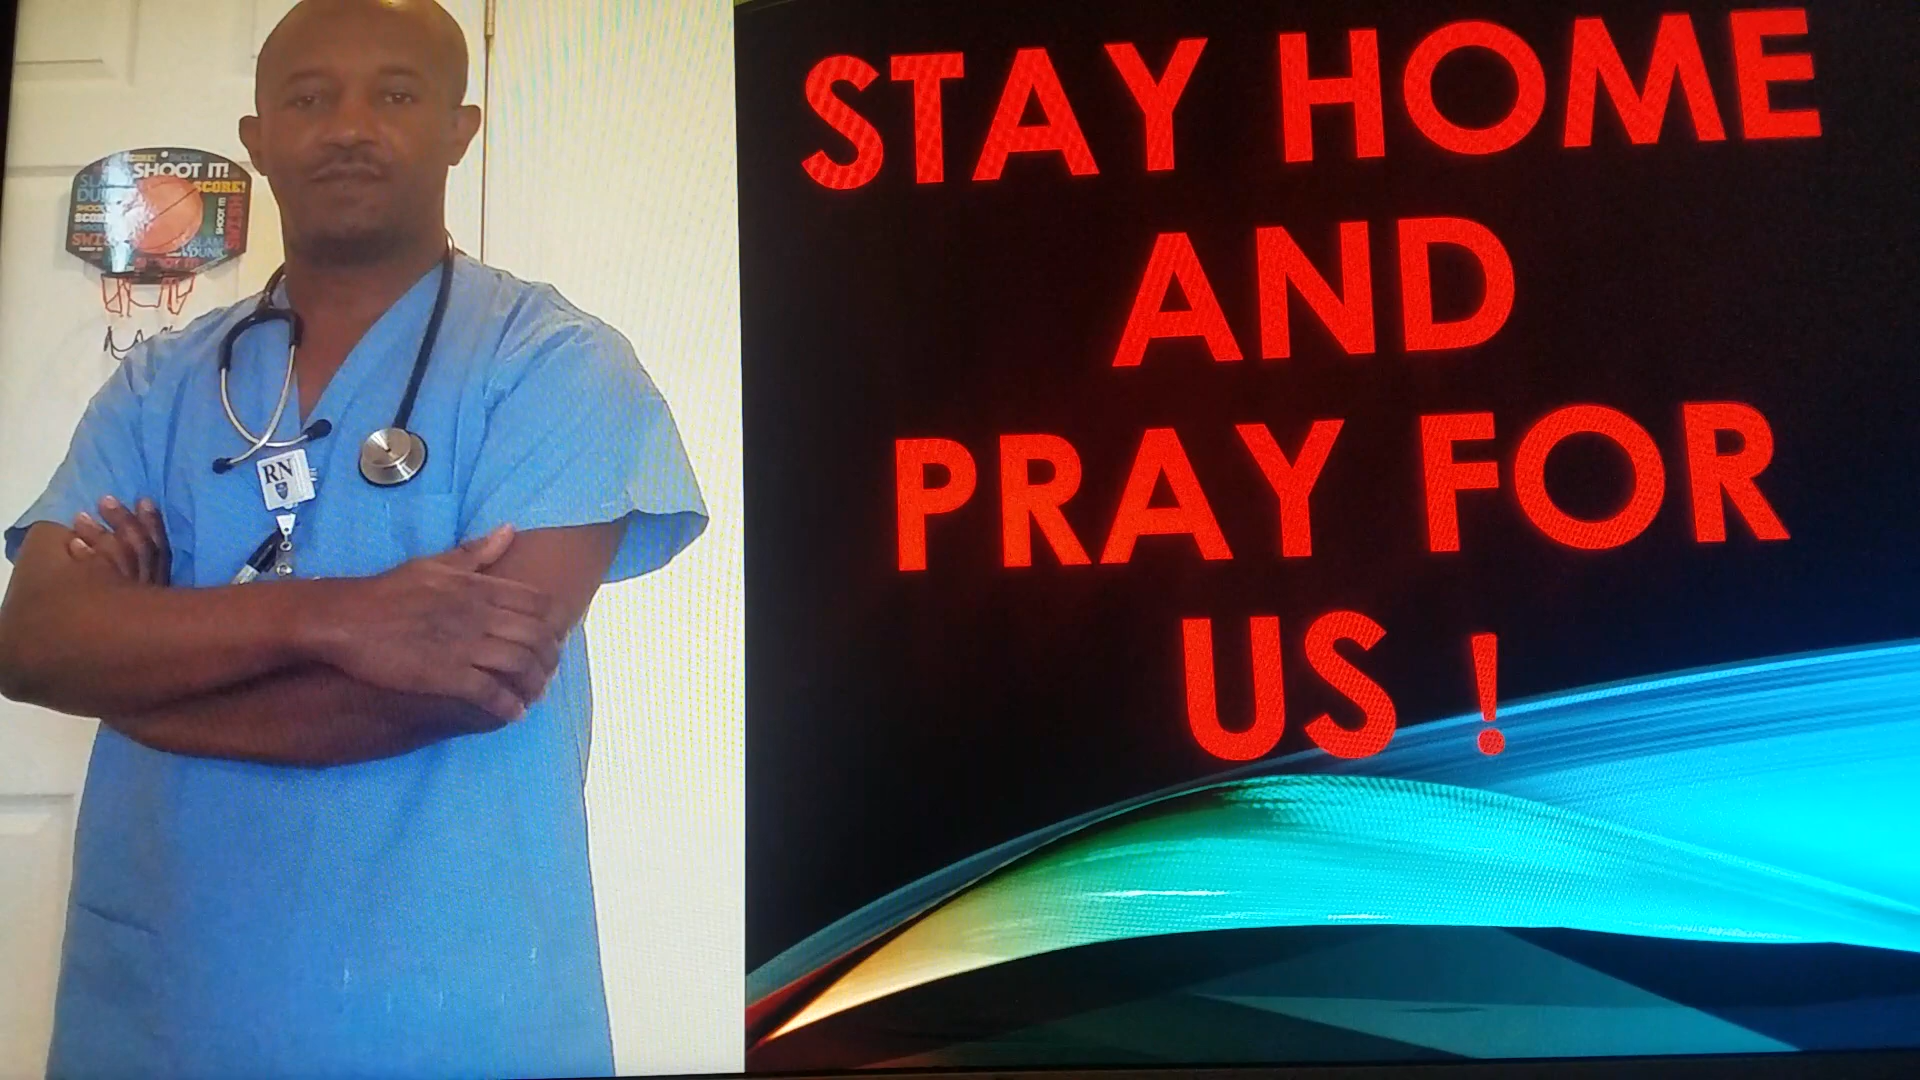 SHOOT IT!
SCORE!
RN
STAY HOME
AND
PRAY FOR
US !